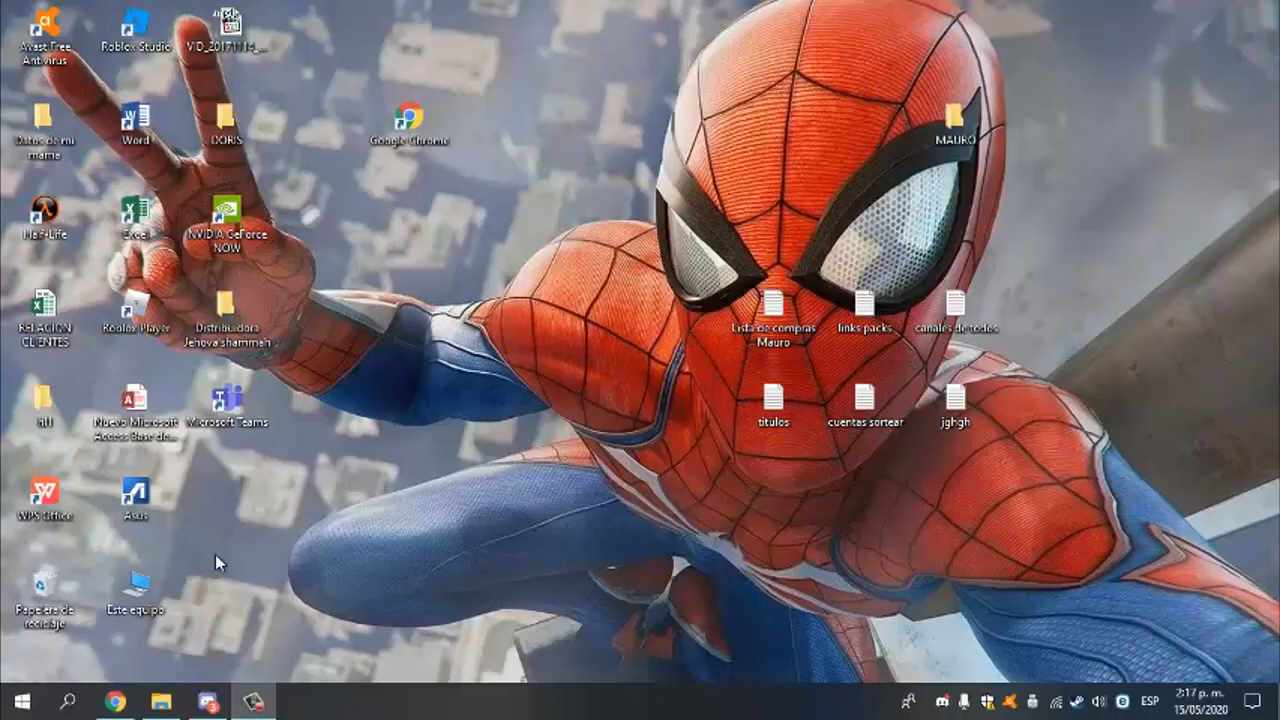 Avast Free
Antivirus
Roblox Studio
VID_20171114_...
Datos de mi
mama
Word
DORIS
Google Chrome
MAURO
Half-Life
Excel
NVIDIA GeForce
NOW
RELACION
CLIENTES
Roblox Player
Distribuidora
Jehova shammah...
Lista de compras
Mauro
links packs
canales de todos
Nuevo Microsoft
Access Base de...
Microsoft Teams
titulos
cuentas sortear
jghgh
WPS Office
Asus
Papelera de
reciclaje
Este equipo
ESP
2:17 p. m.
15/05/2020